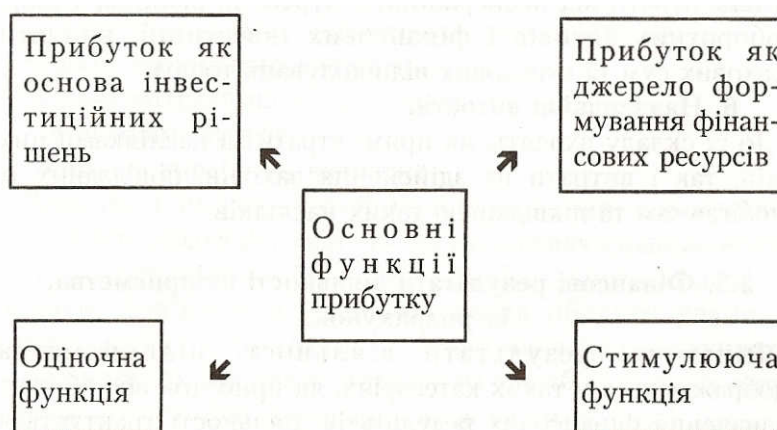 Прибуток як
основа інвес-
тиційних рі-
шень
Прибуток як
джерело фор-
мування фінан-
сових ресурсів
Основні
функції
прибутку
Оціночна
функція
Стимулююча
функція